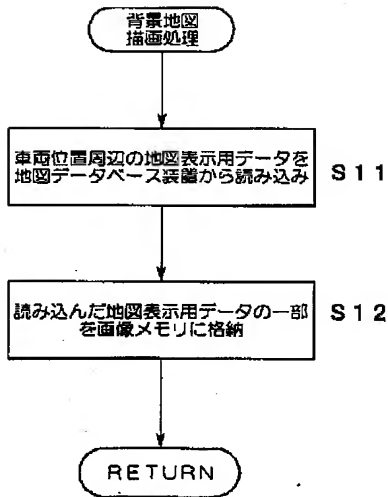 背景地図
描画処理
車両位置周辺の地図表示用データを
地図データベース装置から読み込み
S11
読み込んだ地図表示用データの一部
を画像メモリに格納
S12
RETURN